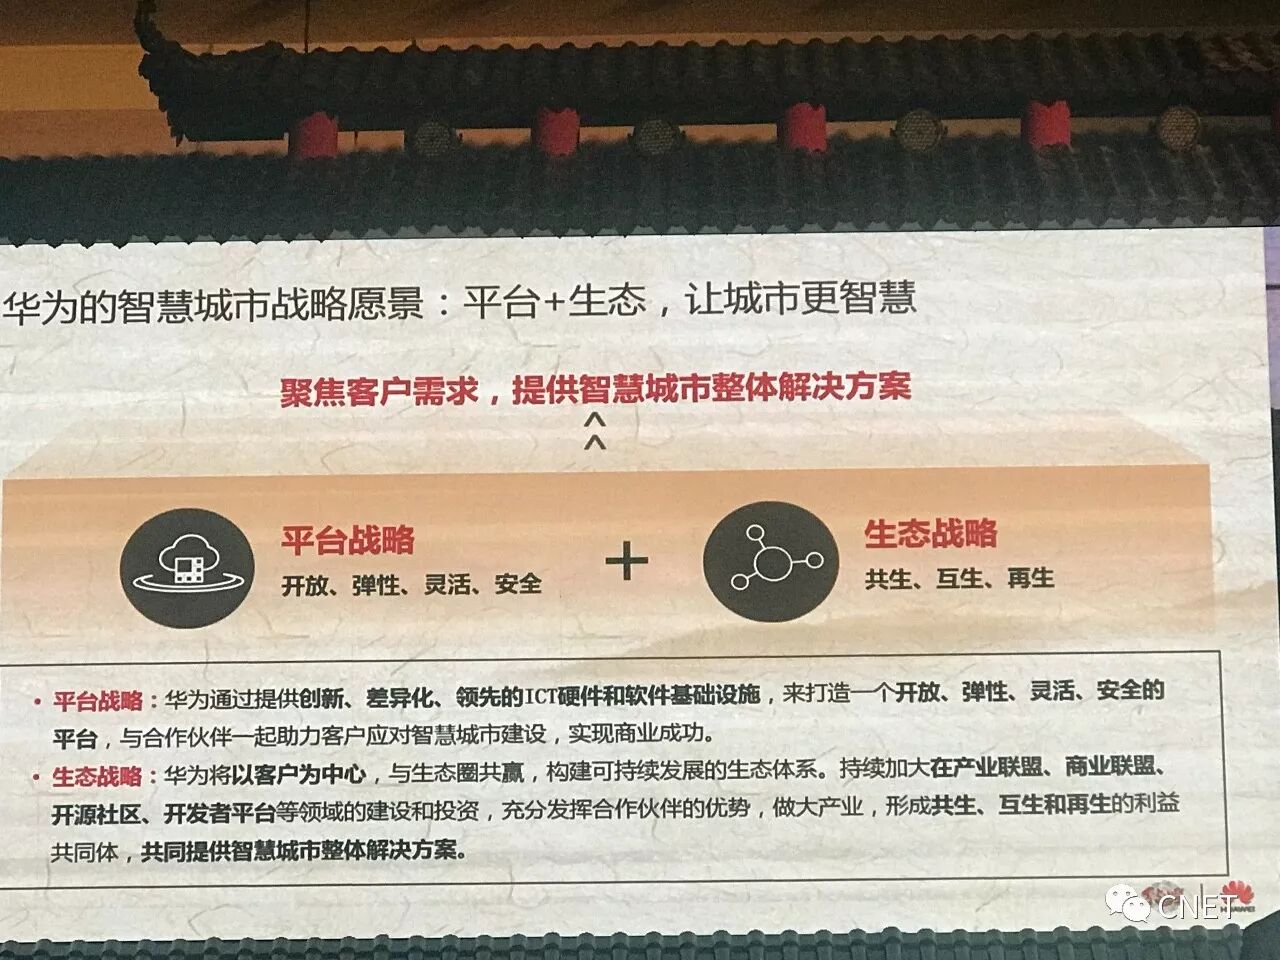 华为的智慧城市战略愿景：平台+生态，让城市更智慧
聚焦客户需求，提供智慧城市整体解决方案
平台战略
开放、弹性、灵活、安全
+
生态战略
共生、互生、再生
• 平台战略：华为通过提供创新、差异化、领先的ICT硬件和软件基础设施，来打造一个开放、弹性、灵活、安全的
平台，与合作伙伴一起助力客户应对智慧城市建设，实现商业成功。
• 生态战略：华为将以客户为中心，与生态圈共赢，构建可持续发展的生态体系。持续加大在产业联盟、商业联盟、
开源社区、开发者平台等领域的建设和投资，充分发挥合作伙伴的优势，做大产业，形成共生、互生和再生的利益
共同体，共同提供智慧城市整体解决方案。
CNET
HUAWEI